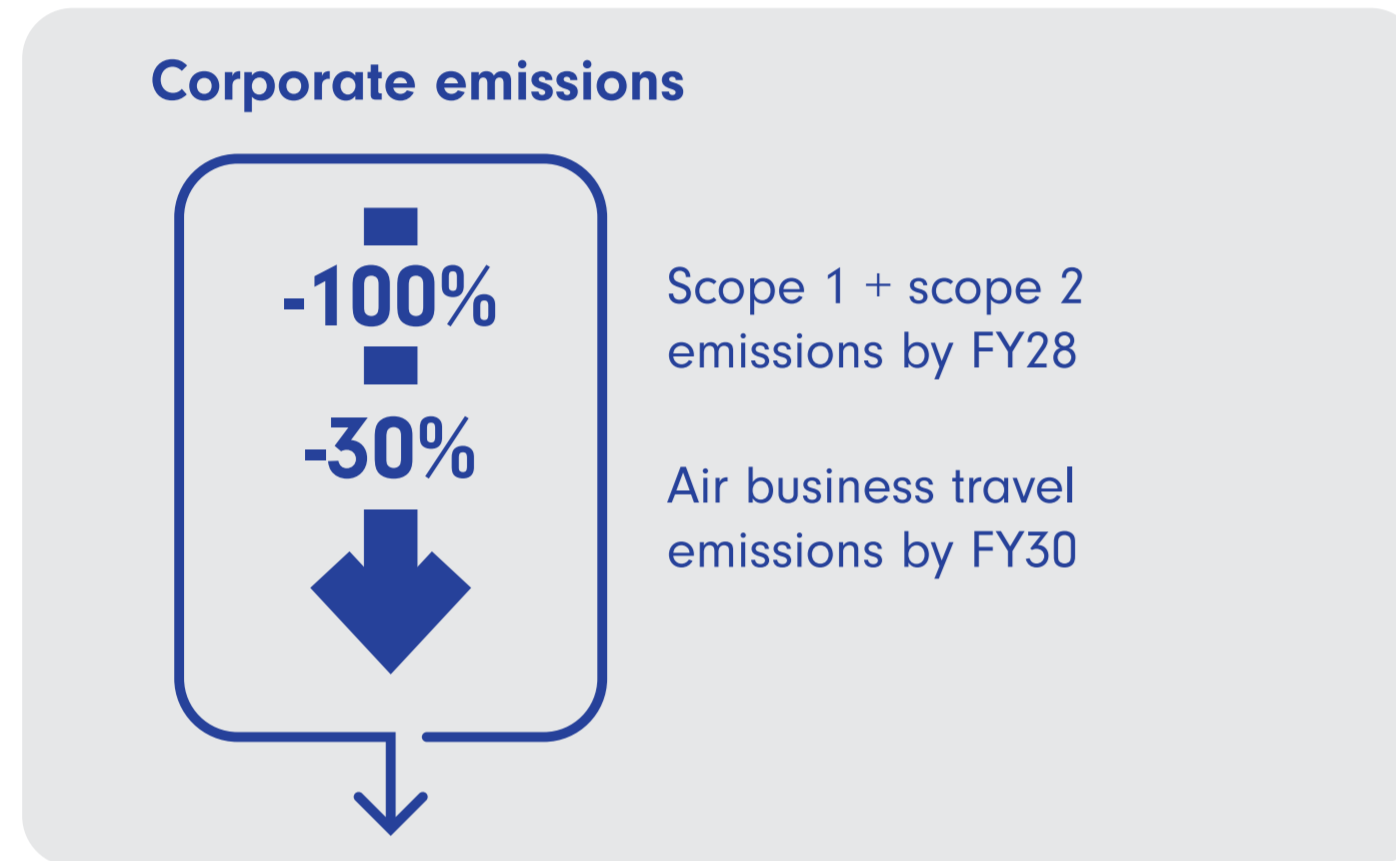 Corporate emissions
-100%
Scope 1 + scope 2
emissions by FY28
-30%
Air business travel
emissions by FY30